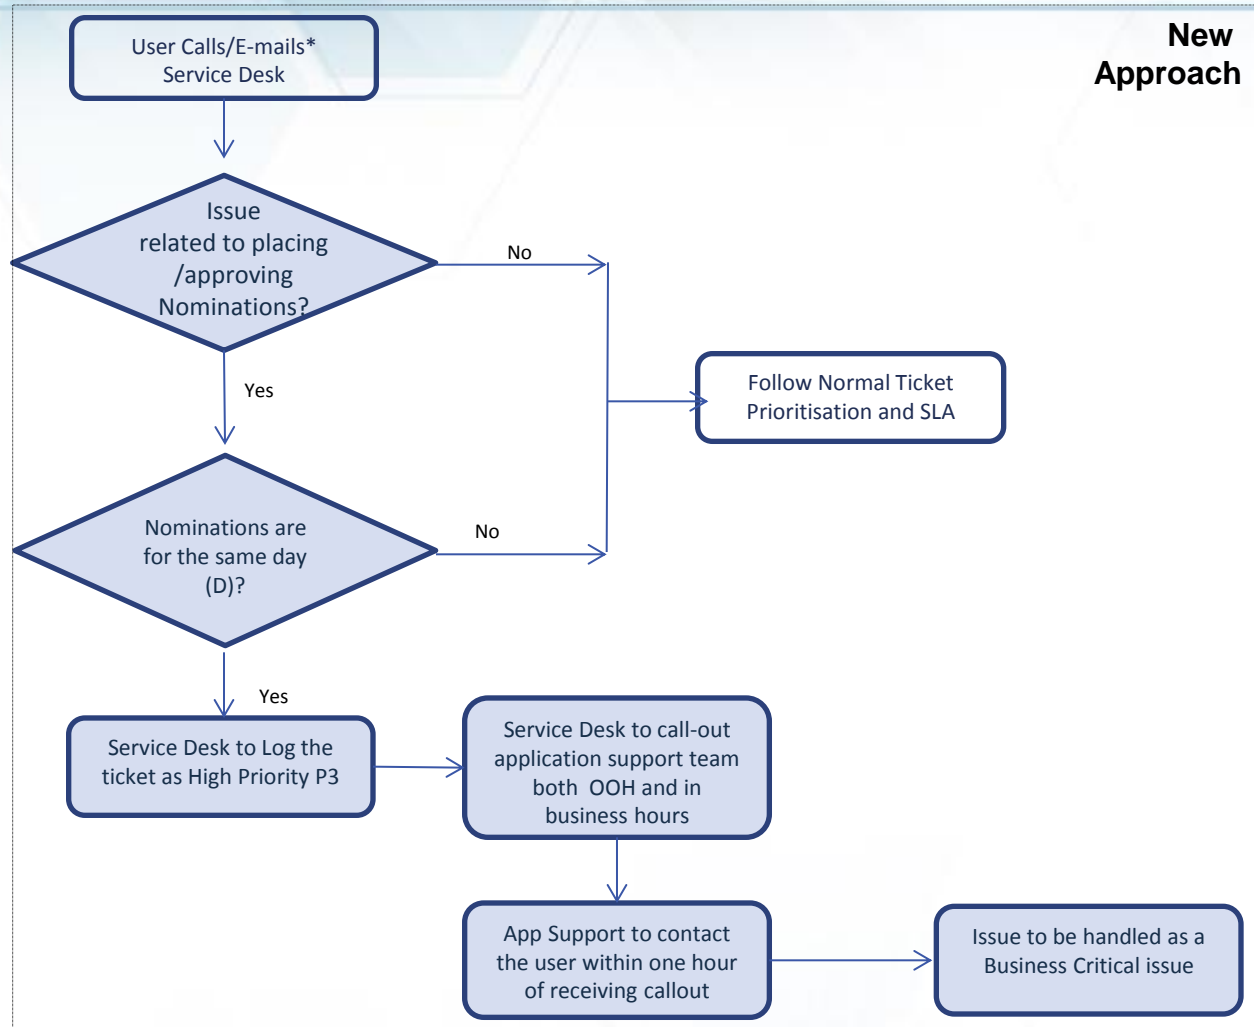 New
Approach
User Calls/E-mails*
Service Desk
Issue
related to placing
/approving
Nominations?
No
Yes
Follow Normal Ticket
Prioritisation and SLA
Nominations are
for the same day
(D)?
No
Yes
Service Desk to Log the
ticket as High Priority P3
Service Desk to call-out
application support team
both OOH and in
business hours
App Support to contact
the user within one hour
of receiving callout
Issue to be handled as a
Business Critical issue